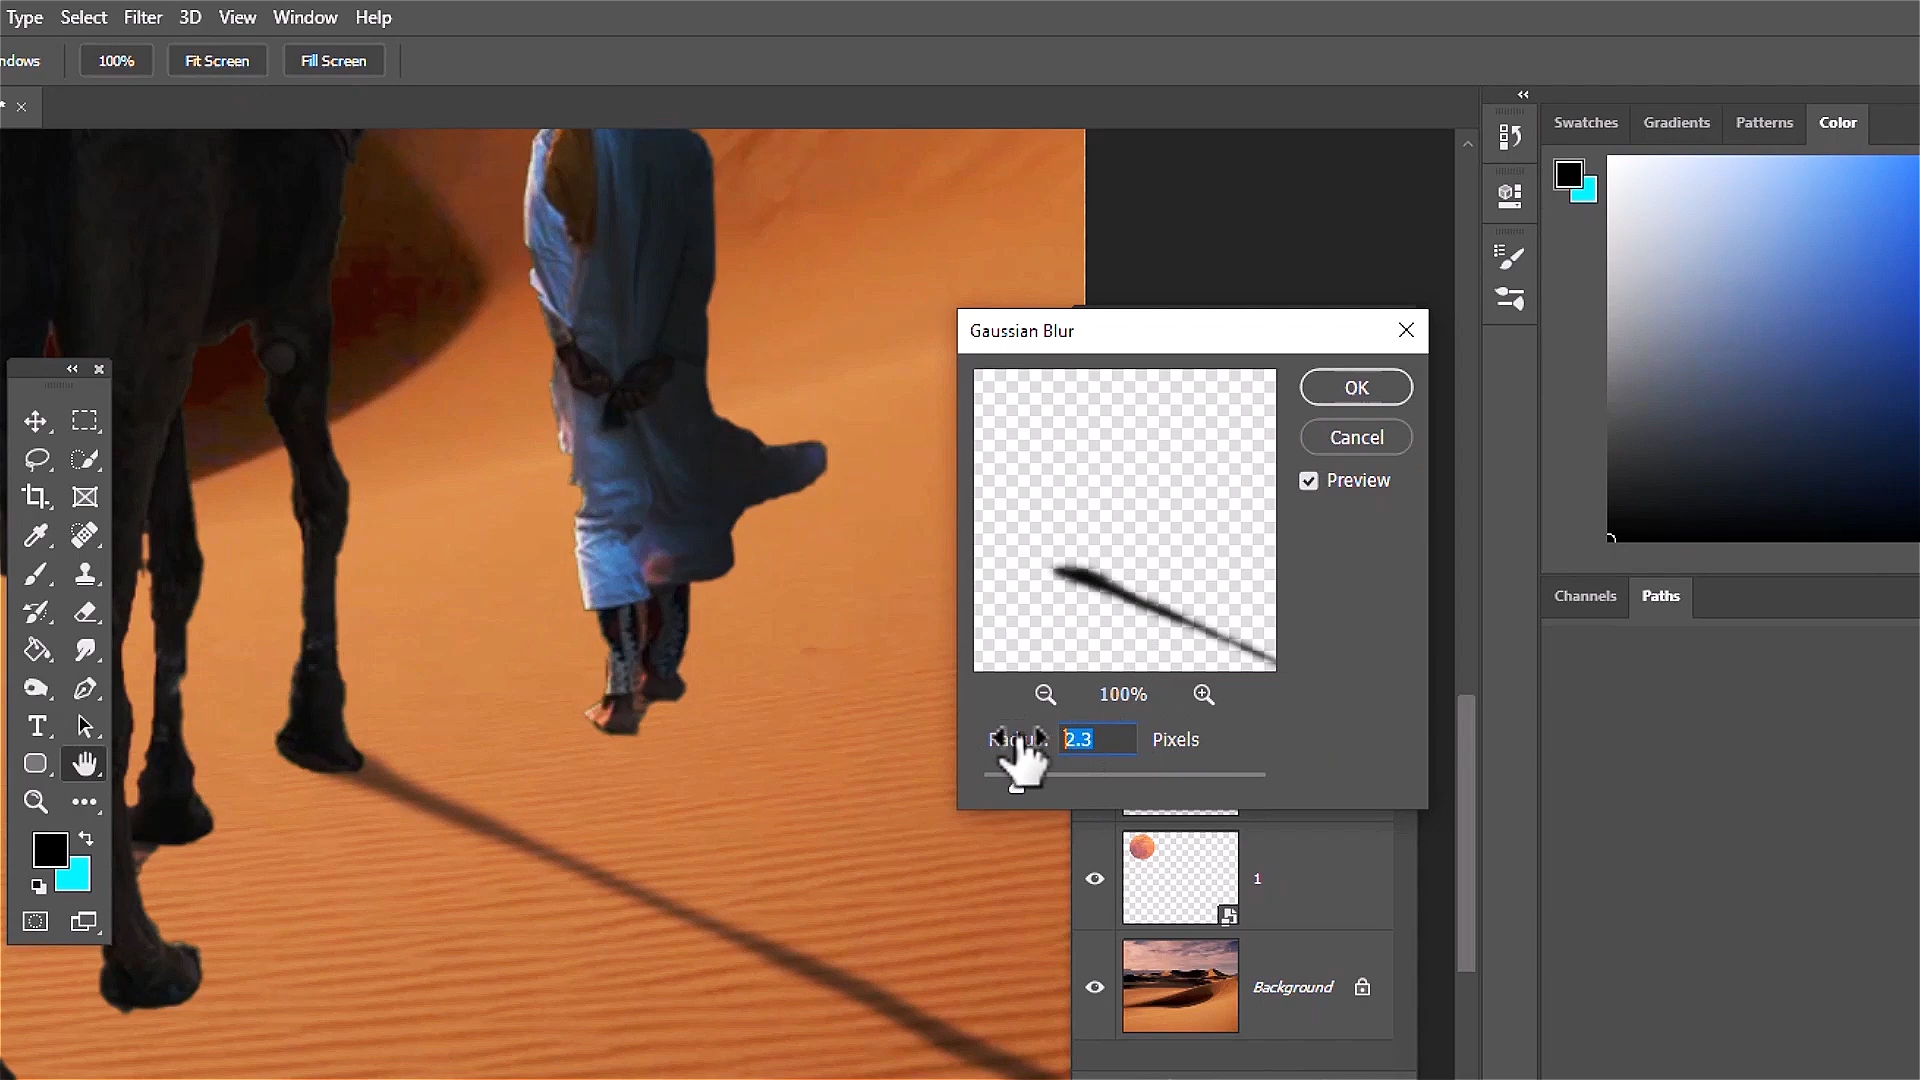 Type Select Filter 3D View Window Help
ndows 100% Fit Screen Fill Screen
* ×
Swatches Gradients Patterns Color
Gaussian Blur
OK
Cancel
Preview
100%
2.3 Pixels
Channels Paths
1
Background